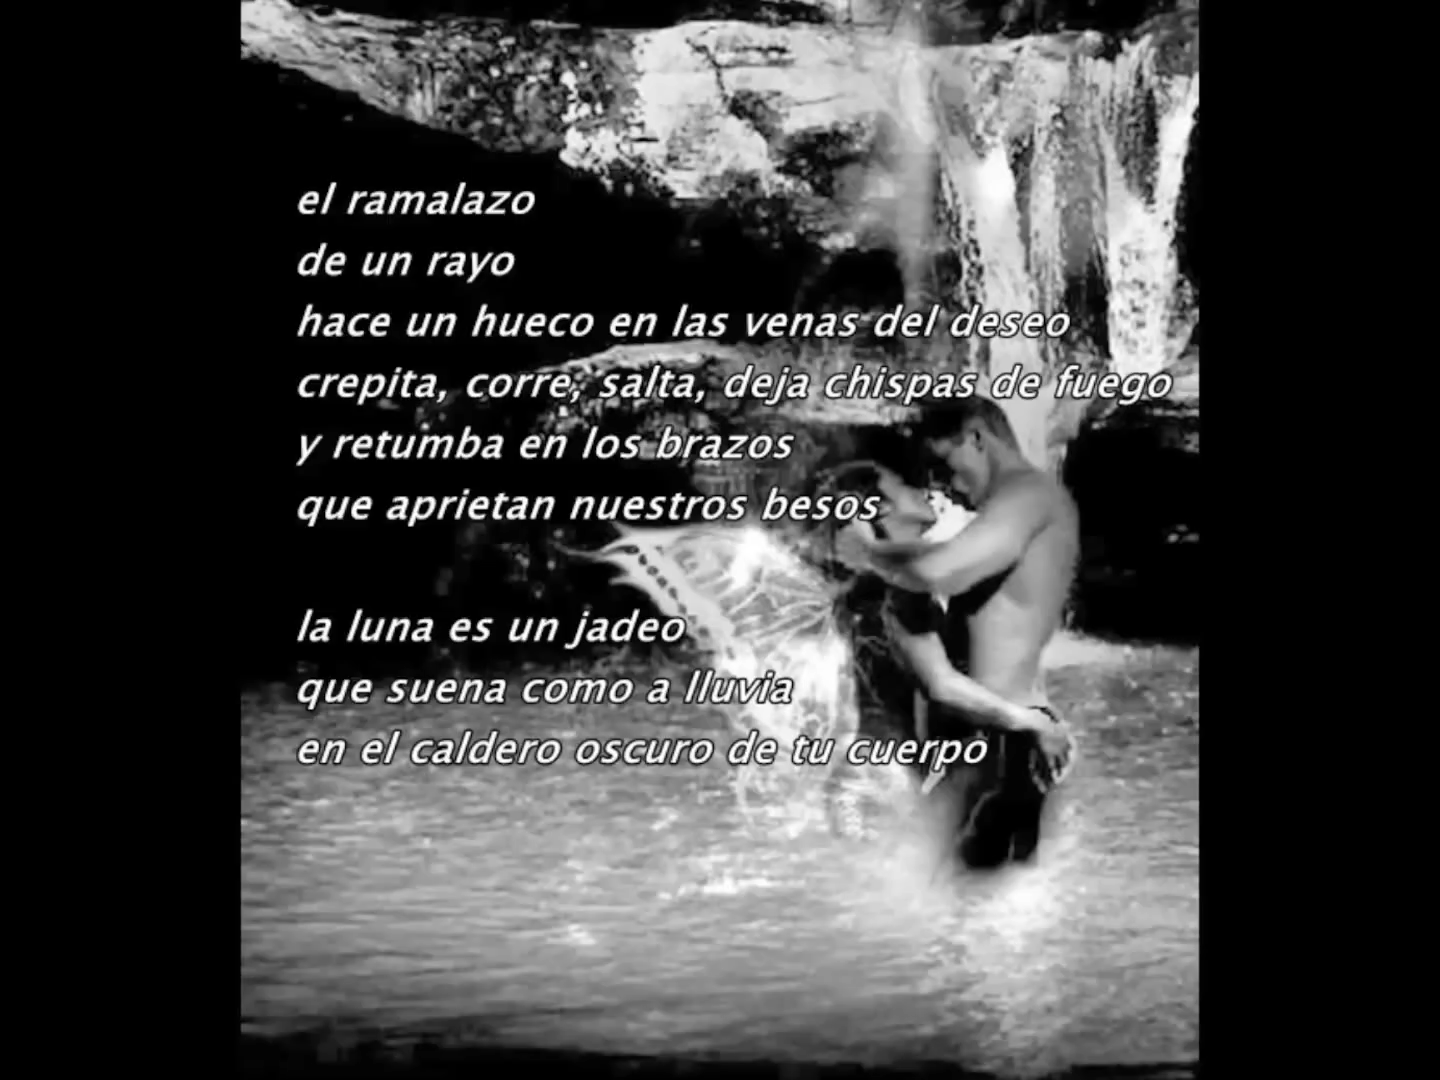 el ramalazo
de un rayo
hace un hueco en las venas del deseo
crepita, corre, salta, deja chispas de fuego
y retumba en los brazos
que aprietan nuestros besos
la luna es un jadeo
que suena como a lluvia
en el caldero oscuro de tu cuerpo